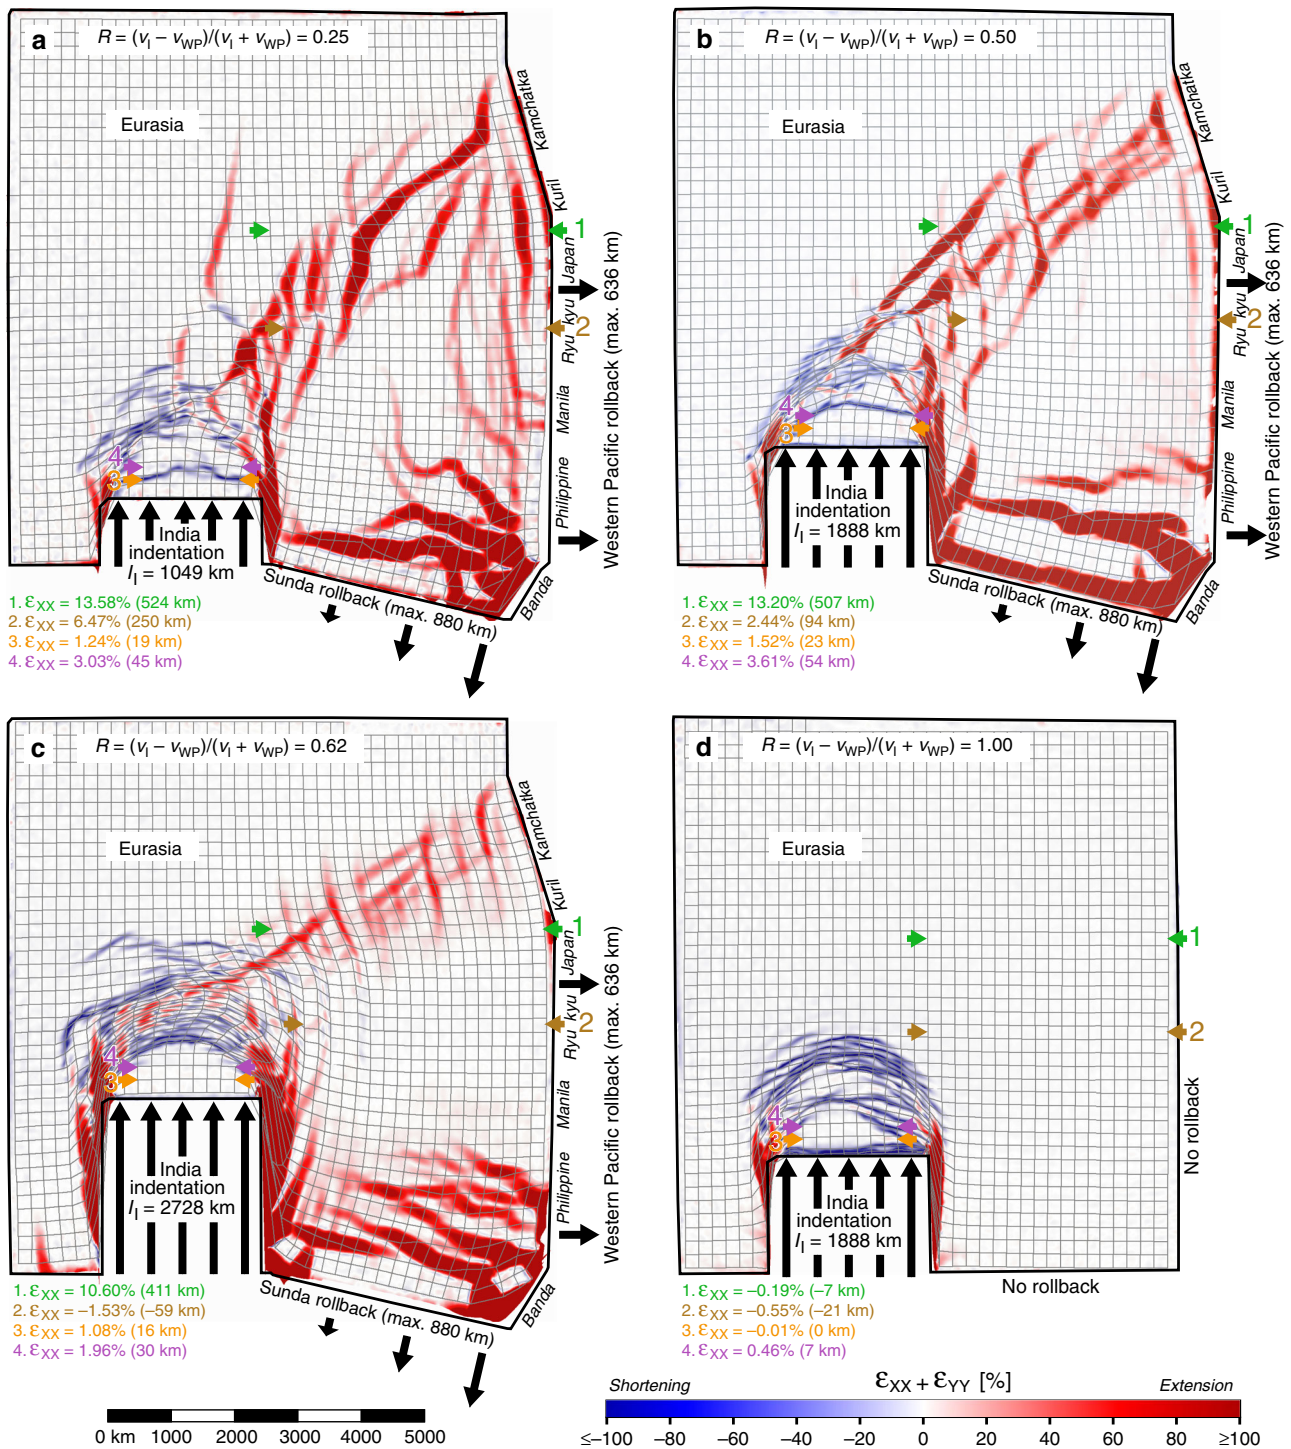 a
R = (vI − vWP)/(vI + vWP) = 0.25
Eurasia
Kamchatka
Kuril
1
Japan
Ryu kyu
2
Manila
Philippine
Banda
Western Pacific rollback (max. 636 km)
4
3
India
indentation
lI = 1049 km
Sunda rollback (max. 880 km)
1. εXX = 13.58% (524 km)
2. εXX = 6.47% (250 km)
3. εXX = 1.24% (19 km)
4. εXX = 3.03% (45 km)
b
R = (vI − vWP)/(vI + vWP) = 0.50
Eurasia
Kamchatka
Kuril
1
Japan
Ryu kyu
2
Manila
Philippine
Banda
Western Pacific rollback (max. 636 km)
4
3
India
indentation
lI = 1888 km
Sunda rollback (max. 880 km)
1. εXX = 13.20% (507 km)
2. εXX = 2.44% (94 km)
3. εXX = 1.52% (23 km)
4. εXX = 3.61% (54 km)
c
R = (vI − vWP)/(vI + vWP) = 0.62
Eurasia
Kamchatka
Kuril
1
Japan
Ryu kyu
2
Manila
Philippine
Banda
Western Pacific rollback (max. 636 km)
4
3
India
indentation
lI = 2728 km
Sunda rollback (max. 880 km)
1. εXX = 10.60% (411 km)
2. εXX = −1.53% (−59 km)
3. εXX = 1.08% (16 km)
4. εXX = 1.96% (30 km)
d
R = (vI − vWP)/(vI + vWP) = 1.00
Eurasia
1
2
No rollback
4
3
India
indentation
lI = 1888 km
No rollback
1. εXX = −0.19% (−7 km)
2. εXX = −0.55% (−21 km)
3. εXX = −0.01% (0 km)
4. εXX = 0.46% (7 km)
0 km 1000 2000 3000 4000 5000
Shortening εXX + εYY [%] Extension
≤−100 −80 −60 −40 −20 0 20 40 60 80 ≥100